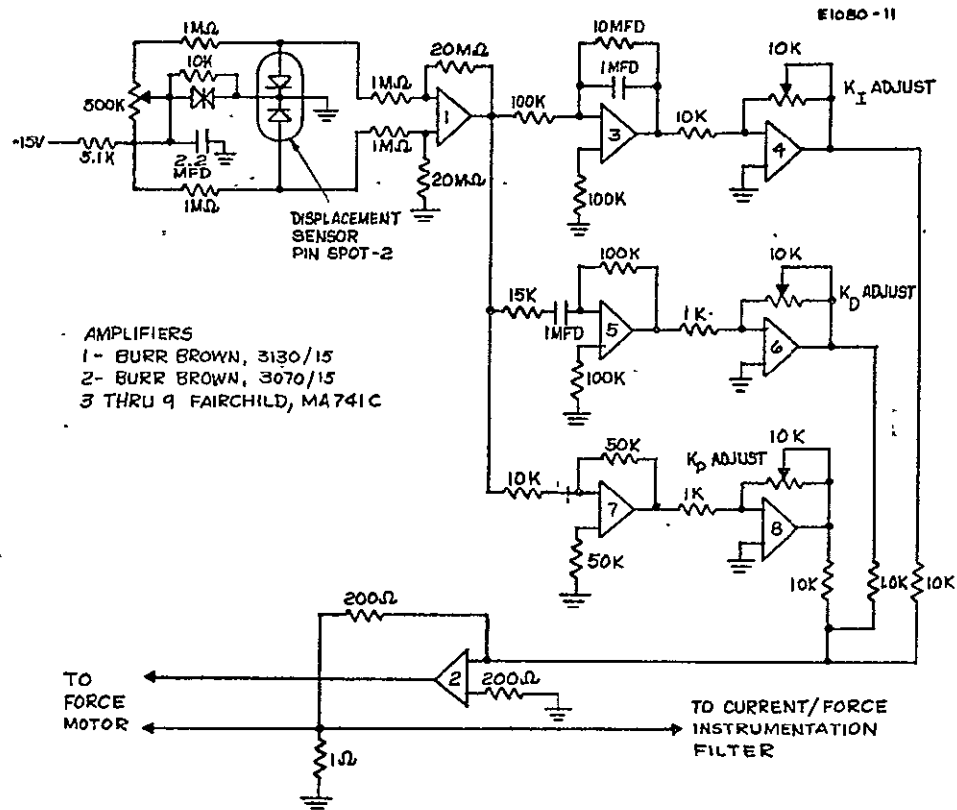 E1080-11
1MΩ
10K
500K
+15V
5.1K
2.2
MFD
1MΩ
DISPLACEMENT
SENSOR
PIN SPOT-2
1MΩ
1MΩ
20MΩ
1
20MΩ
100K
10MFD
1MFD
3
100K
10K
10K
K_I ADJUST
4
15K
1MFD
100K
5
100K
1K
10K
K_D ADJUST
6
10K
50K
7
50K
K_P ADJUST
1K
10K
8
10K
10K
10K
AMPLIFIERS
1- BURR BROWN, 3130/15
2- BURR BROWN, 3070/15
3 THRU 9 FAIRCHILD, MA741C
200Ω
2
200Ω
TO
FORCE
MOTOR
1Ω
TO CURRENT/FORCE
INSTRUMENTATION
FILTER